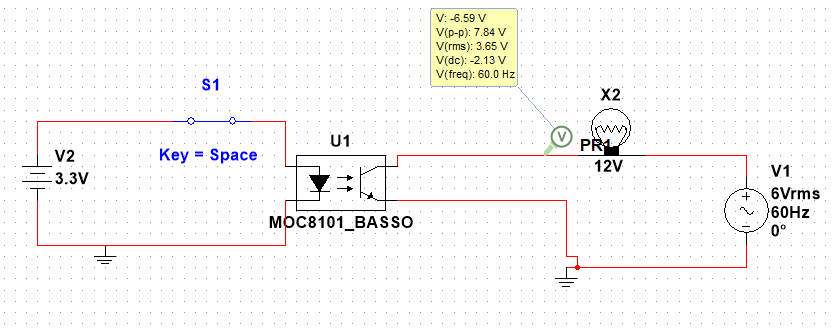 V: -6.59 V
V(p-p): 7.84 V
V(rms): 3.65 V
V(dc): -2.13 V
V(freq): 60.0 Hz
S1
X2
V
U1
PR1
Key = Space
V2
3.3V
12V
V1
6Vrms
60Hz
0°
MOC8101_BASSO